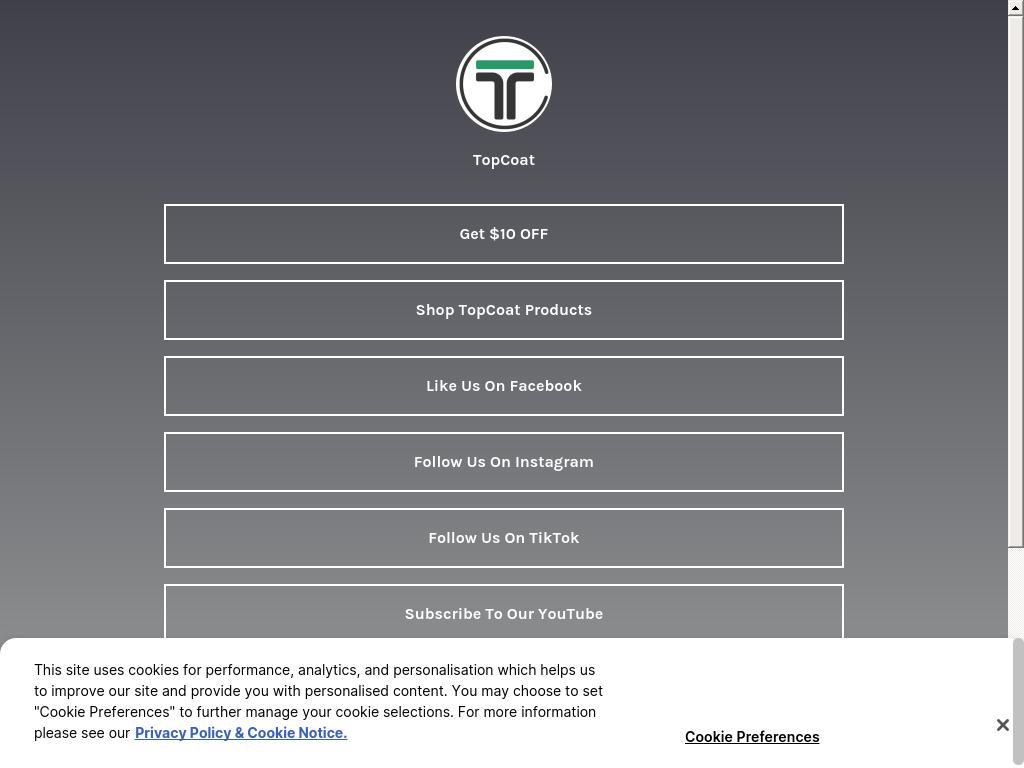 TopCoat
Get $10 OFF
Shop TopCoat Products
Like Us On Facebook
Follow Us On Instagram
Follow Us On TikTok
Subscribe To Our YouTube
This site uses cookies for performance, analytics, and personalisation which helps us
to improve our site and provide you with personalised content. You may choose to set
"Cookie Preferences" to further manage your cookie selections. For more information
please see our Privacy Policy & Cookie Notice.
Cookie Preferences